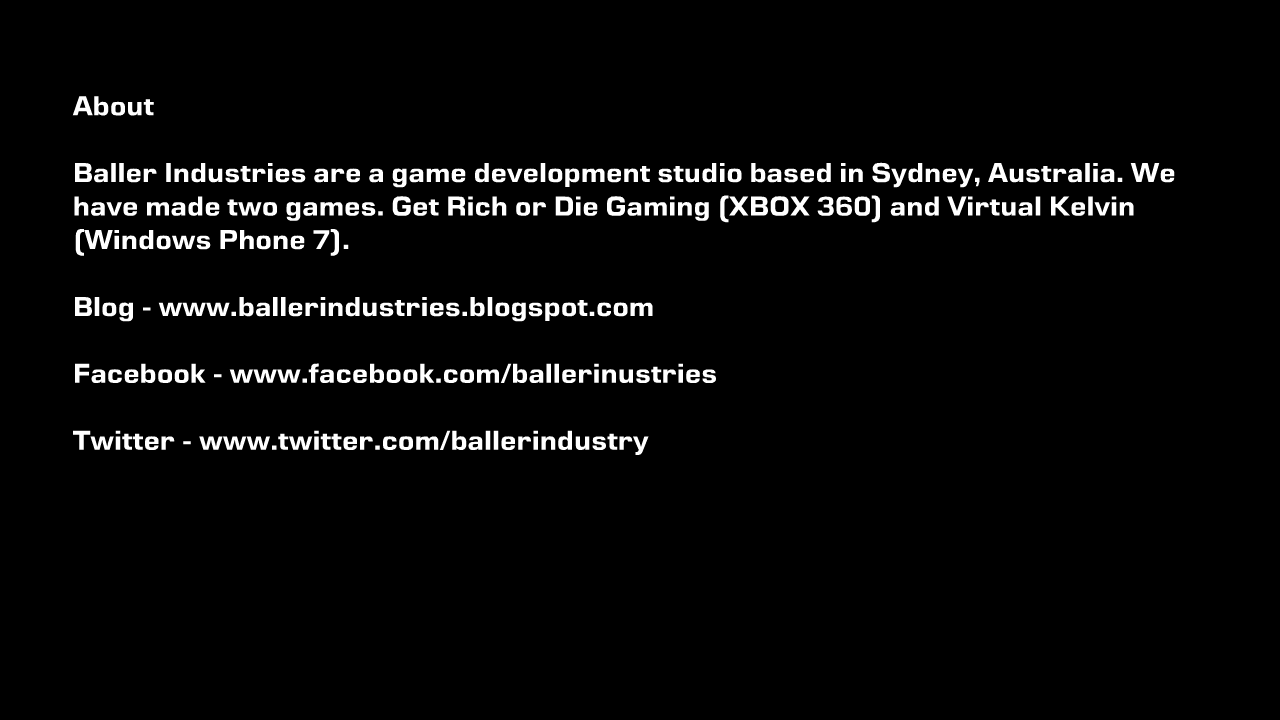 About
Baller Industries are a game development studio based in Sydney, Australia. We
have made two games. Get Rich or Die Gaming (XBOX 360) and Virtual Kelvin
(Windows Phone 7).
Blog - www.ballerindustries.blogspot.com
Facebook - www.facebook.com/ballerinustries
Twitter - www.twitter.com/ballerindustry